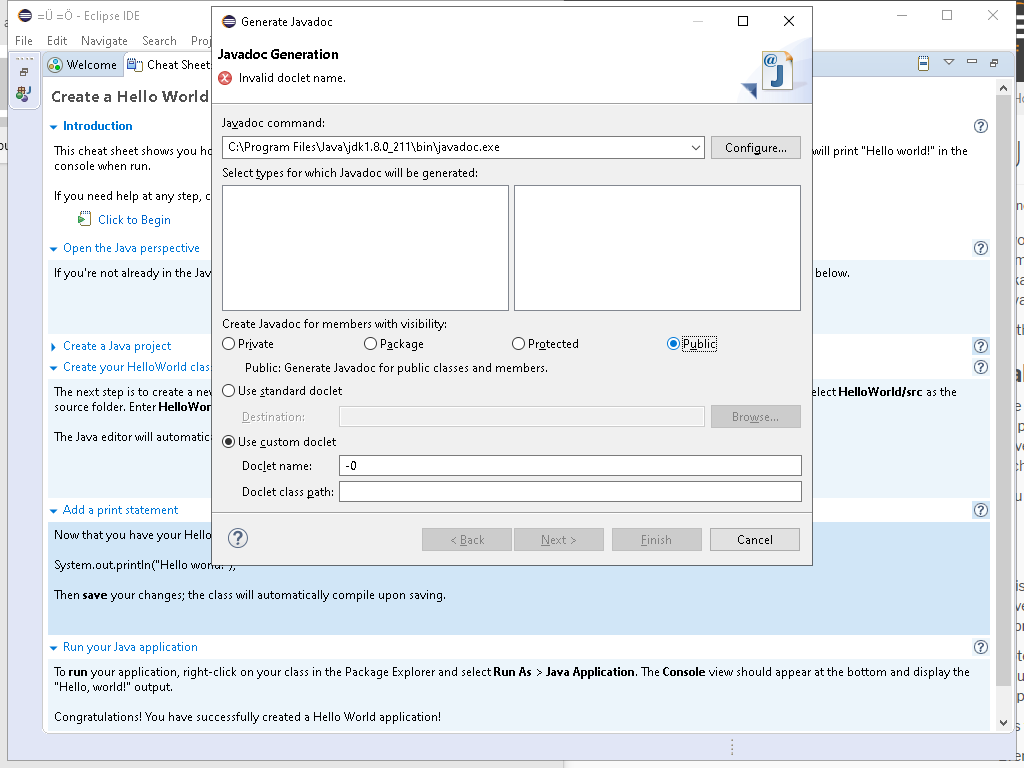 =Ü =Ö - Eclipse IDE
File Edit Navigate Search Proj
Welcome
Cheat Sheet
Create a Hello World
Introduction
This cheat sheet shows you ho
will print "Hello world!" in the
console when run.
If you need help at any step, c
Click to Begin
Open the Java perspective
If you're not already in the Jav
below.
Create a Java project
Create your HelloWorld clas
The next step is to create a new
elect HelloWorld/src as the
source folder. Enter HelloWor
The Java editor will automatic
Add a print statement
Now that you have your Hello
System.out.println("Hello world!");
Then save your changes; the class will automatically compile upon saving.
Run your Java application
To run your application, right-click on your class in the Package Explorer and select Run As > Java Application. The Console view should appear at the bottom and display the
"Hello, world!" output.
Congratulations! You have successfully created a Hello World application!
Generate Javadoc
Javadoc Generation
Invalid doclet name.
@
J
Javadoc command:
C:\Program Files\Java\jdk1.8.0_211\bin\javadoc.exe
Configure...
Select types for which Javadoc will be generated:
Create Javadoc for members with visibility:
Private Package Protected Public
Public: Generate Javadoc for public classes and members.
Use standard doclet
Destination:
Browse...
Use custom doclet
Doclet name: -0
Doclet class path:
? < Back Next > Finish Cancel